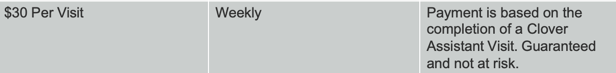 $30 Per Visit
Weekly
Payment is based on the
completion of a Clover
Assistant Visit. Guaranteed
and not at risk.